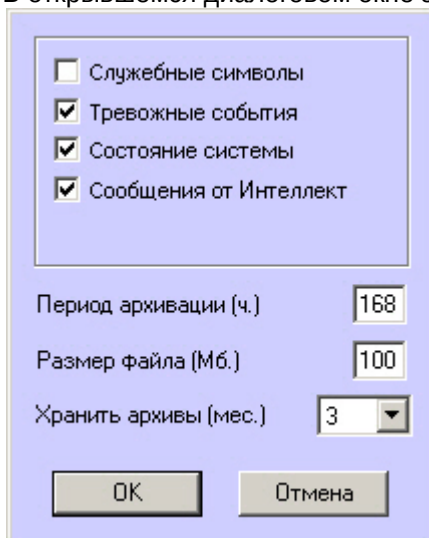 В открывшемся диалоговом окне
Служебные символы
Тревожные события
Состояние системы
Сообщения от Интеллект
Период архивации (ч.) 168
Размер файла (Мб.) 100
Хранить архивы (мес.) 3
OK Отмена